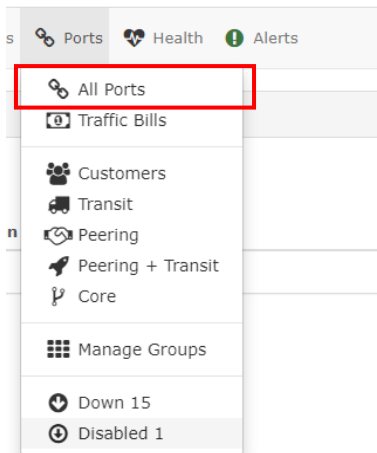 s Ports Health Alerts
All Ports
Traffic Bills
Customers
Transit
n
Peering
Peering + Transit
Core
Manage Groups
Down 15
Disabled 1